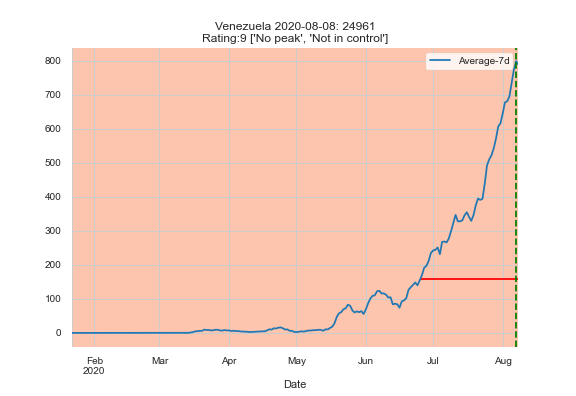 Venezuela 2020-08-08: 24961
Rating:9 ['No peak', 'Not in control']
Average-7d
800
700
600
500
400
300
200
100
0
Feb Mar Apr May Jun Jul Aug
2020
Date